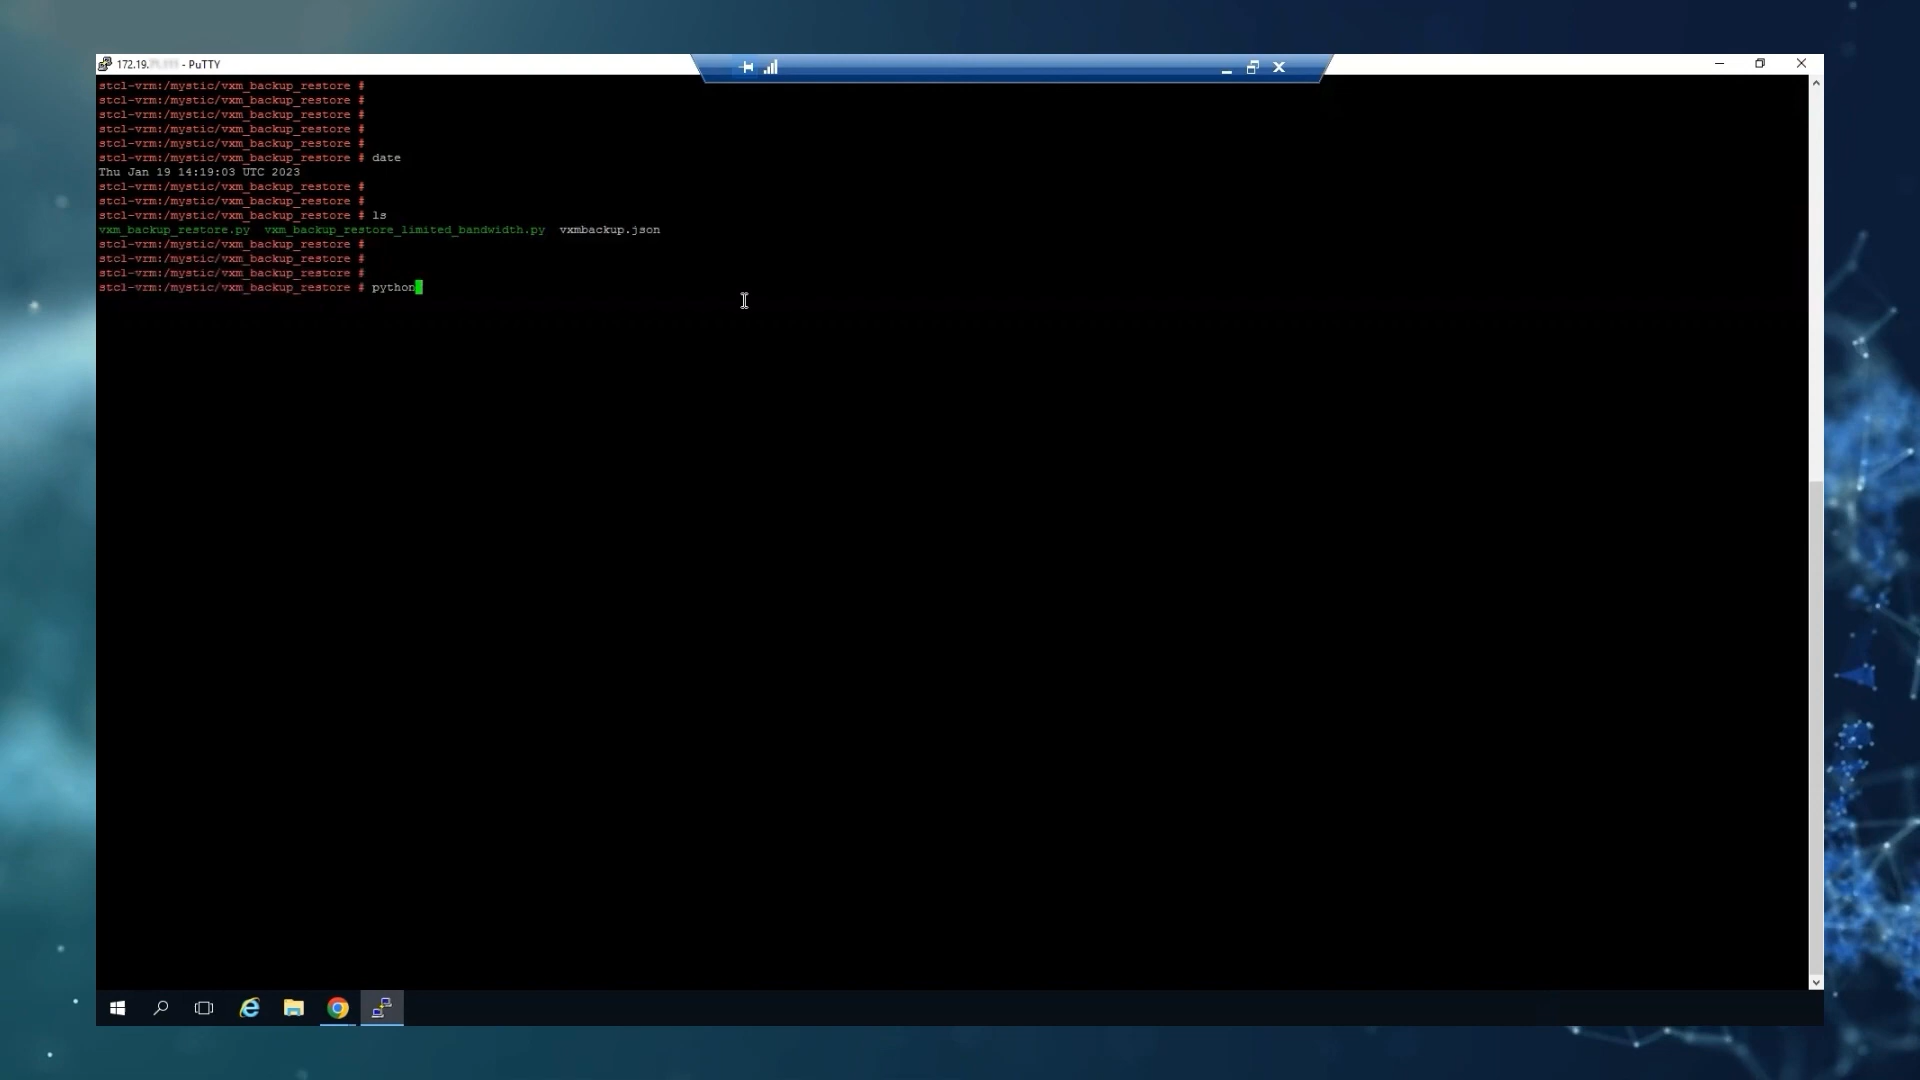 172.19. - PuTTY
stcl-vrm:/mystic/vxm_backup_restore #
stcl-vrm:/mystic/vxm_backup_restore #
stcl-vrm:/mystic/vxm_backup_restore #
stcl-vrm:/mystic/vxm_backup_restore #
stcl-vrm:/mystic/vxm_backup_restore #
stcl-vrm:/mystic/vxm_backup_restore # date
Thu Jan 19 14:19:03 UTC 2023
stcl-vrm:/mystic/vxm_backup_restore #
stcl-vrm:/mystic/vxm_backup_restore #
stcl-vrm:/mystic/vxm_backup_restore # ls
vxm_backup_restore.py vxm_backup_restore_limited_bandwidth.py vxmbackup.json
stcl-vrm:/mystic/vxm_backup_restore #
stcl-vrm:/mystic/vxm_backup_restore #
stcl-vrm:/mystic/vxm_backup_restore #
stcl-vrm:/mystic/vxm_backup_restore # python